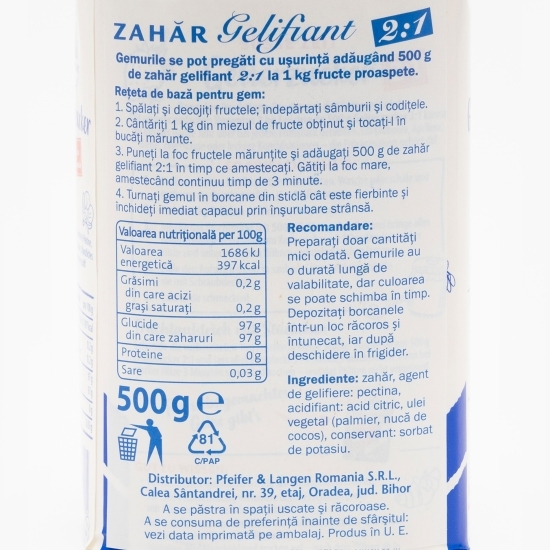 ZAHĂR Gelifiant 2:1
Gemurile se pot pregăti cu ușurința adăugând 500 g
de zahăr gelifiant 2:1 la 1 kg fructe proaspete.
Rețeta de bază pentru gem:
1. Spălați și decojiți fructele; îndepărtați sâmburii și codițele.
2. Cântăriți 1 kg din miezul de fructe obținut și tocați-l în
bucăți mărunte.
3. Puneți la foc fructele mărunțite și adăugați 500 g de zahăr
gelifiant 2:1 în timp ce amestecați. Gătiți la foc mare,
amestecând continuu timp de 3 minute.
4. Turnați gemul în borcane din sticlă cât este fierbinte și
închideți imediat capacul prin înșurubare strânsă.
Valoarea nutrițională per 100g
Valoarea 1686 kJ
energetică 397 kcal
Grăsimi 0,2 g
din care acizi
grași saturați 0,2 g
Glucide 97 g
din care zaharuri 97 g
Proteine 0 g
Sare 0,03 g
500 g e
81
C/PAP
Recomandare:
Preparați doar cantități
mici odată. Gemurile au
o durată lungă de
valabilitate, dar culoarea
se poate schimba în timp.
Depozitați borcanele
într-un loc răcoros și
întunecat, iar după
deschidere în frigider.
Ingrediente: zahăr, agent
de gelifiere: pectina,
acidifiant: acid citric, ulei
vegetal (palmier, nucă de
cocos), conservant: sorbat
de potasiu.
Distribuitor: Pfeifer & Langen Romania S.R.L.,
Calea Sântandrei, nr. 39, etaj, Oradea, jud. Bihor
A se păstra în spații uscate și răcoroase.
A se consuma de preferință înainte de sfârșitul:
vezi data imprimată pe ambalaj. Produs în U. E.